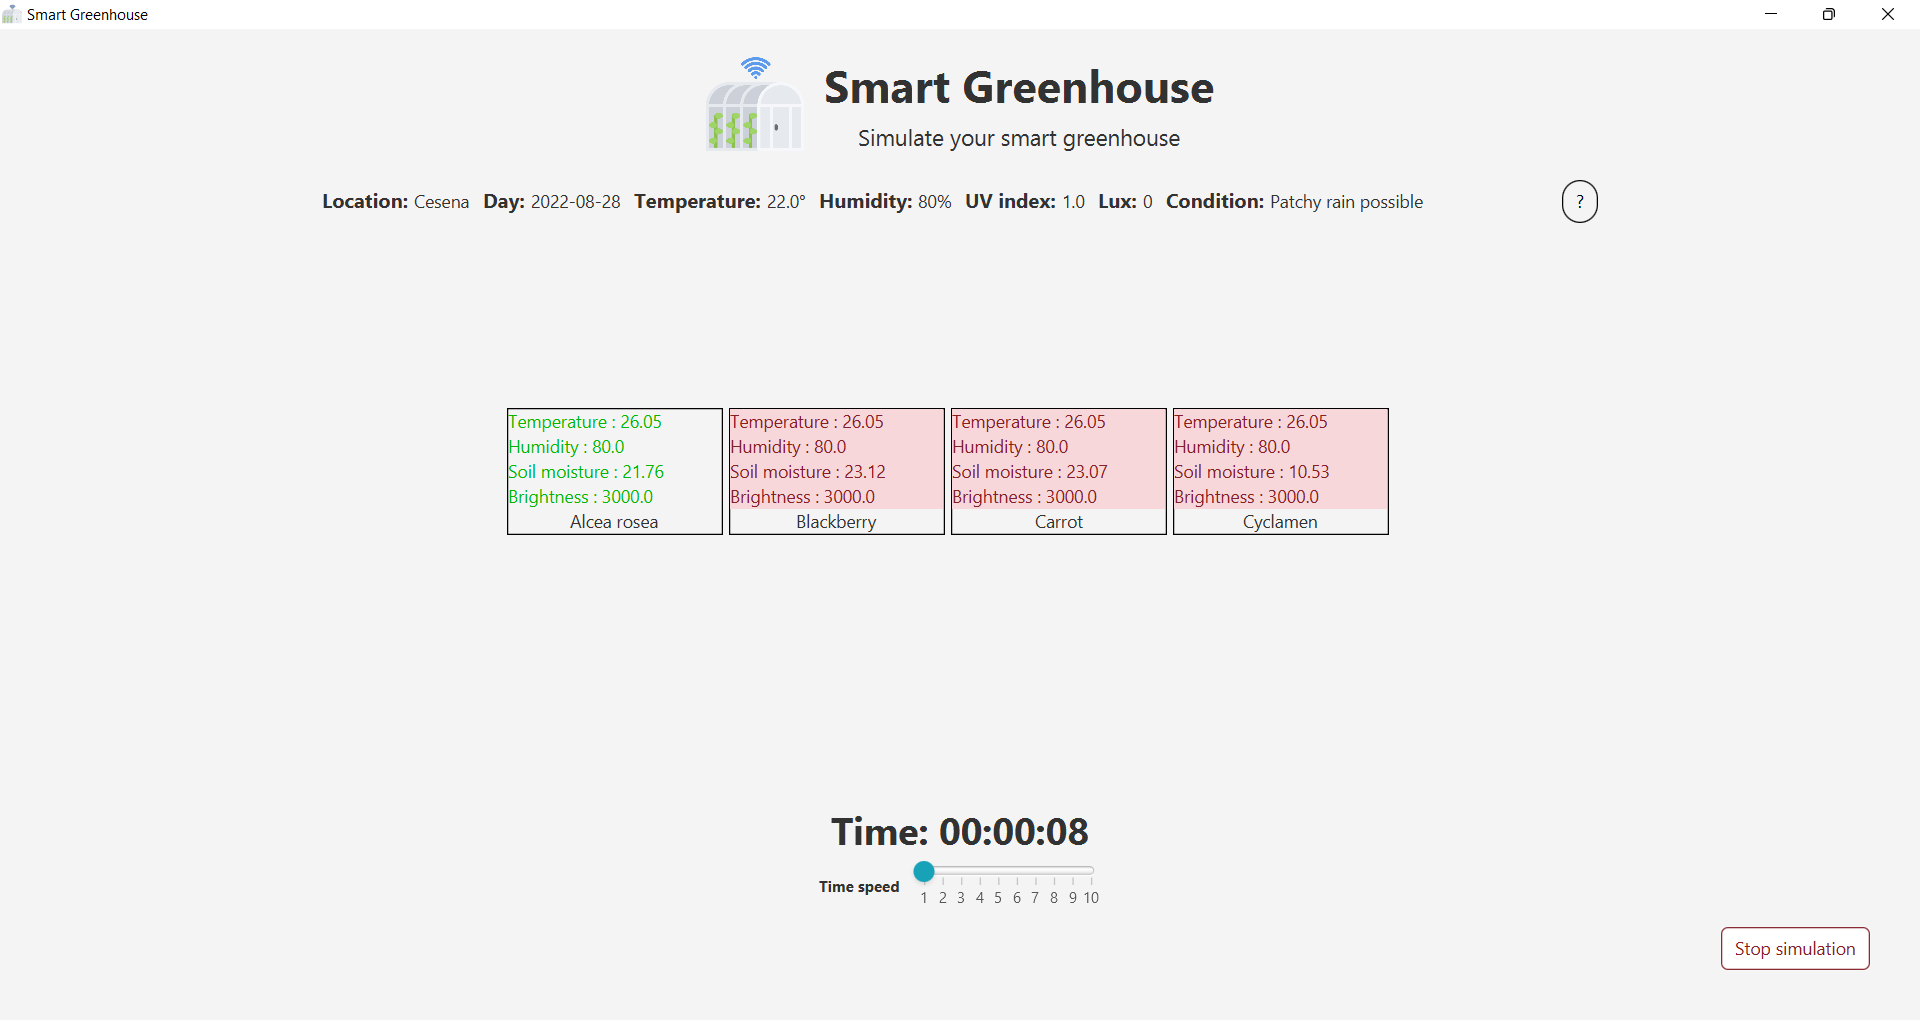 Smart Greenhouse
Smart Greenhouse
Simulate your smart greenhouse
Location: Cesena Day: 2022-08-28 Temperature: 22.0° Humidity: 80% UV index: 1.0 Lux: 0 Condition: Patchy rain possible ?
Temperature : 26.05
Humidity : 80.0
Soil moisture : 21.76
Brightness : 3000.0
Alcea rosea
Temperature : 26.05
Humidity : 80.0
Soil moisture : 23.12
Brightness : 3000.0
Blackberry
Temperature : 26.05
Humidity : 80.0
Soil moisture : 23.07
Brightness : 3000.0
Carrot
Temperature : 26.05
Humidity : 80.0
Soil moisture : 10.53
Brightness : 3000.0
Cyclamen
Time: 00:00:08
Time speed
1 2 3 4 5 6 7 8 9 10
Stop simulation